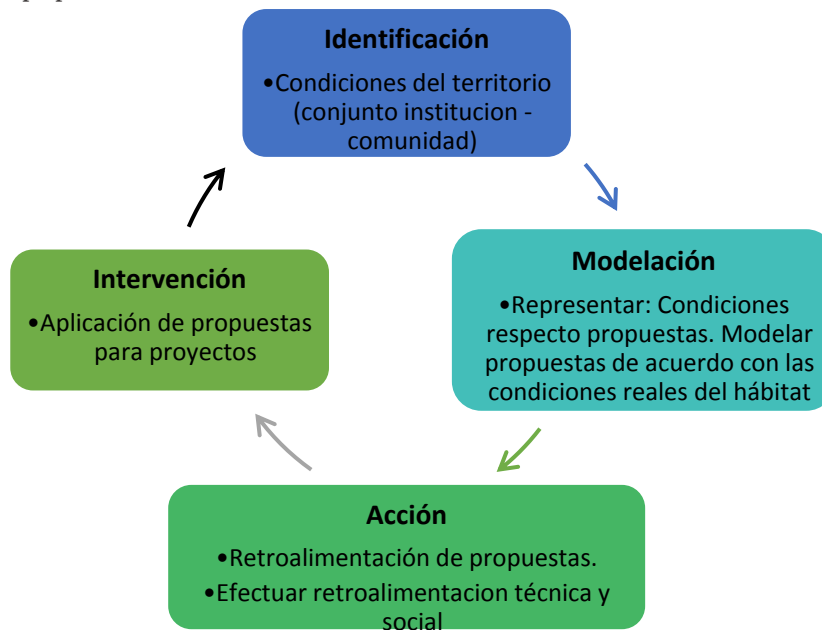 Identificación
•Condiciones del territorio
(conjunto institucion -
comunidad)
Modelación
•Representar: Condiciones
respecto propuestas. Modelar
propuestas de acuerdo con las
condiciones reales del hábitat
Acción
•Retroalimentación de propuestas.
•Efectuar retroalimentacion técnica y
social
Intervención
•Aplicación de propuestas
para proyectos